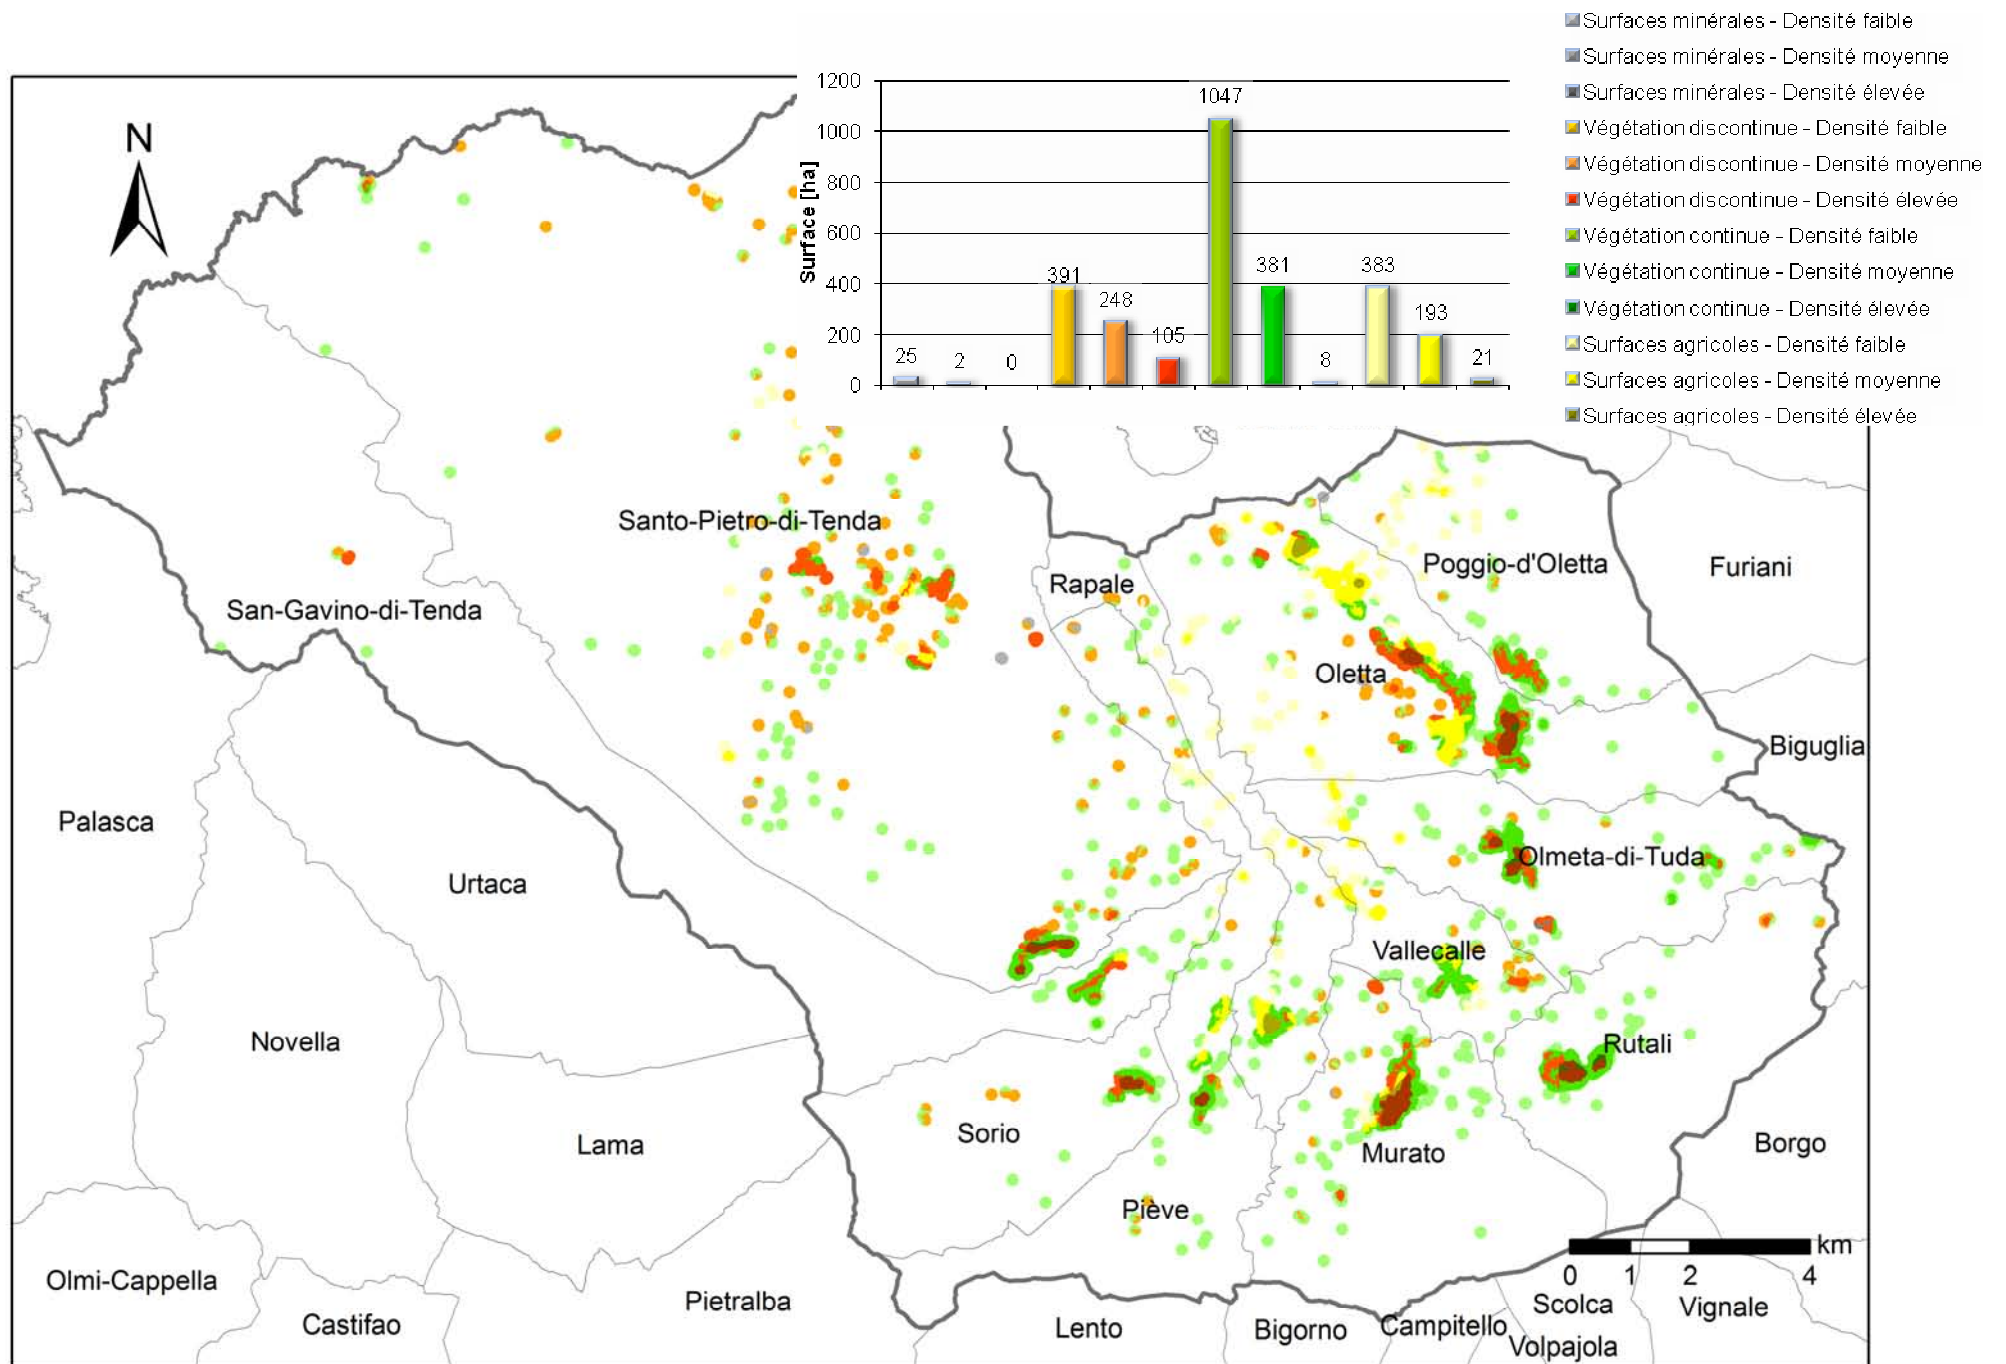 Surfaces minérales - Densité faible
Surfaces minérales - Densité moyenne
Surfaces minérales - Densité élevée
Végétation discontinue - Densité faible
Végétation discontinue - Densité moyenne
Végétation discontinue - Densité élevée
Végétation continue - Densité faible
Végétation continue - Densité moyenne
Végétation continue - Densité élevée
Surfaces agricoles - Densité faible
Surfaces agricoles - Densité moyenne
Surfaces agricoles - Densité élevée
Surface [ha]
1200
1000
800
600
400
200
0
25
2
0
391
248
105
1047
381
8
383
193
21
N
Santo-Pietro-di-Tenda
San-Gavino-di-Tenda
Rapale
Poggio-d'Oletta
Furiani
Oletta
Biguglia
Palasca
Urtaca
Olmeta-di-Tuda
Vallecalle
Novella
Rutali
Lama
Sorio
Murato
Borgo
Piève
km
0 1 2 4
Olmi-Cappella
Castifao
Pietralba
Lento
Bigorno
Campitello
Scolca
Volpajola
Vignale